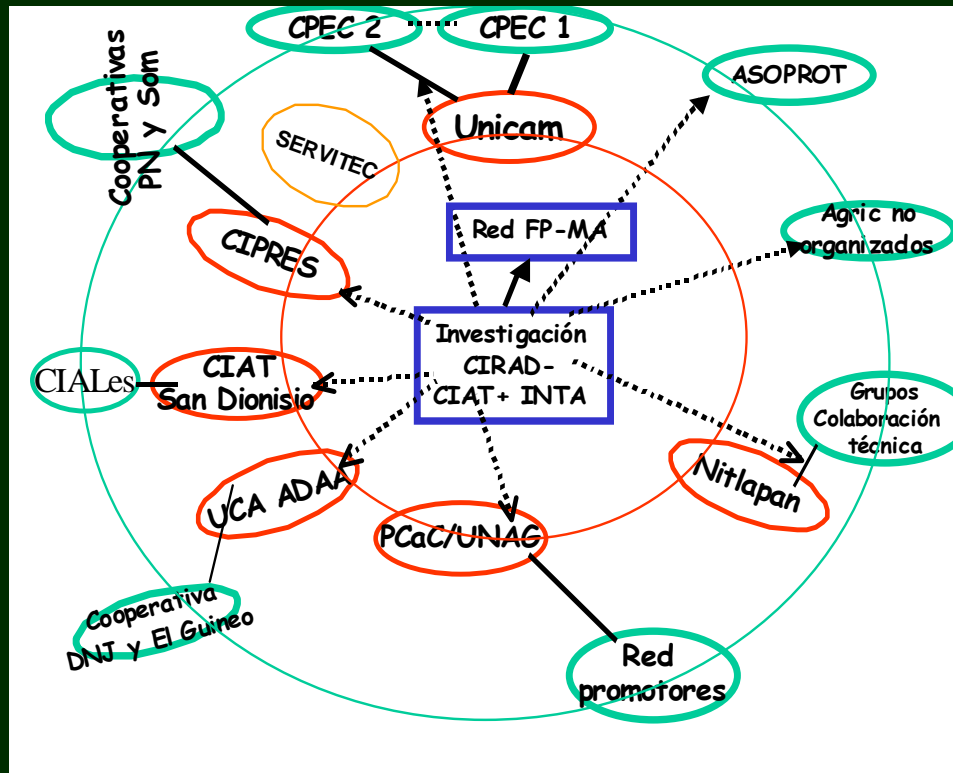 CPEC 2
CPEC 1
ASOPROT
Cooperativas
PN y Som
Unicam
SERVITEC
Red FP-MA
Agric no
organizados
CIPRES
Investigación
CIRAD-
CIAT+ INTA
CIALes
CIAT
San Dionisio
Grupos
Colaboración
técnica
Nitlapan
UCA ADAA
PCaC/UNAG
Cooperativa
DNJ y El Guineo
Red
promotores